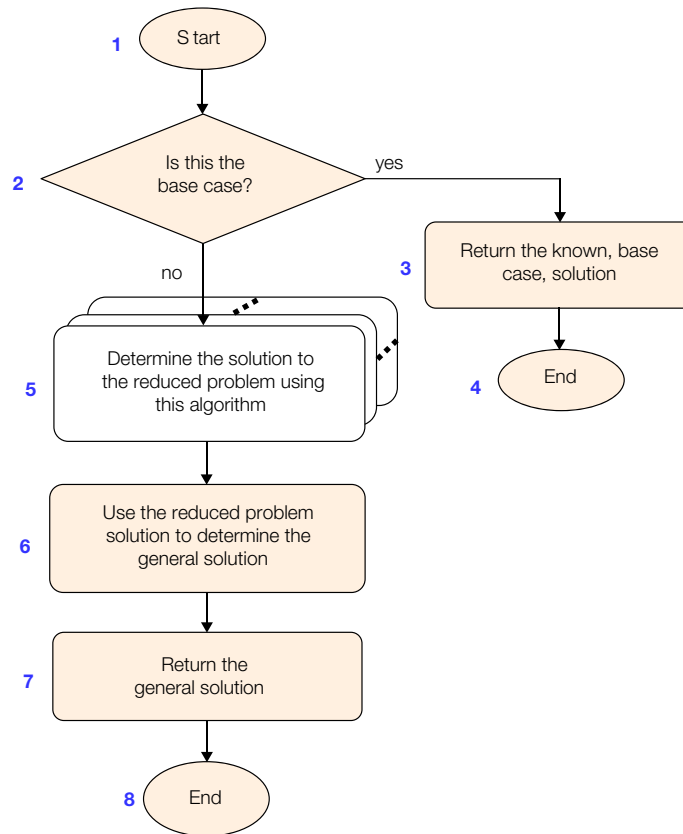 1
S tart
2
Is this the
base case?
yes
no
3
Return the known, base
case, solution
4
End
5
Determine the solution to
the reduced problem using
this algorithm
6
Use the reduced problem
solution to determine the
general solution
7
Return the
general solution
8
End